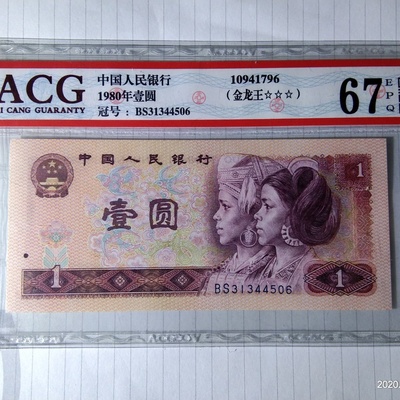 ACG
I CANG GUARANTY
中国人民银行
1980年壹圆
冠号：BS31344506
10941796
（金龙王☆☆☆）
67
E
P
Q
中国人民银行
壹圆
1
1
1
BS31344506
2020.